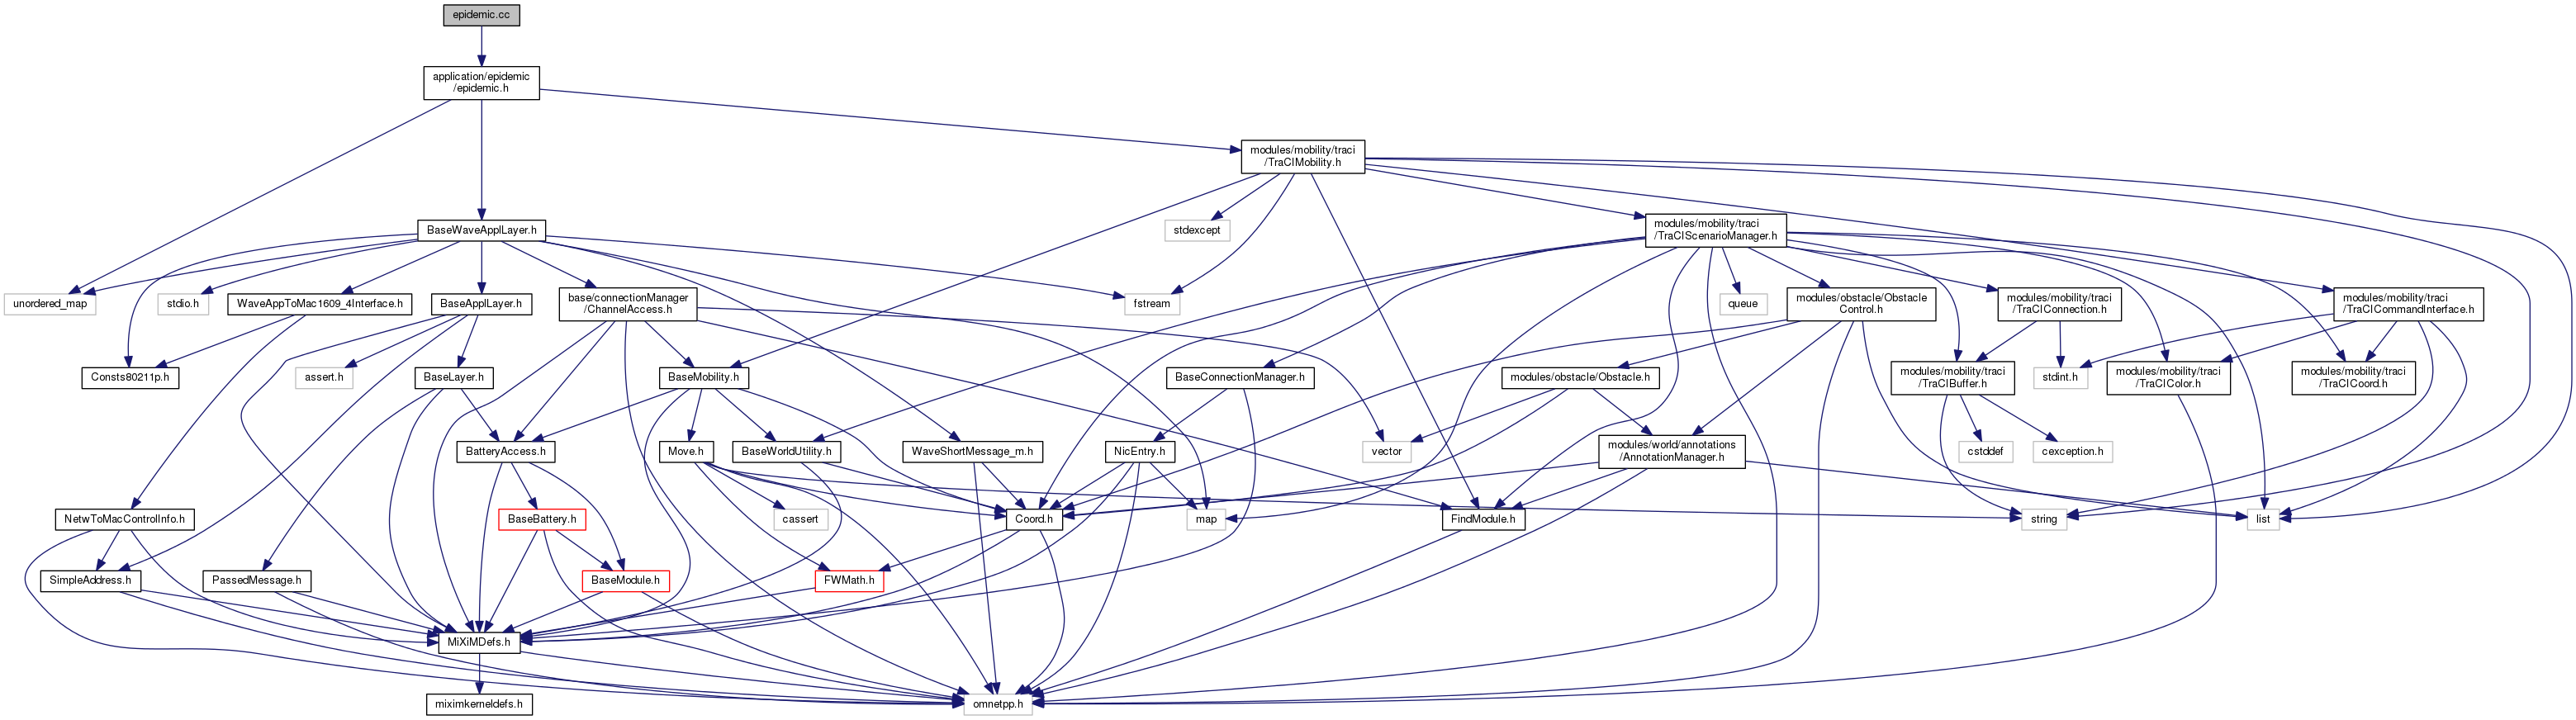 epidemic.cc
application/epidemic
/epidemic.h
modules/mobility/traci
/TraCIMobility.h
BaseWaveApplLayer.h
stdexcept
modules/mobility/traci
/TraCIScenarioManager.h
unordered_map
stdio.h
WaveAppToMac1609_4Interface.h
BaseApplLayer.h
base/connectionManager
/ChannelAccess.h
fstream
queue
modules/obstacle/Obstacle
Control.h
modules/mobility/traci
/TraCIConnection.h
modules/mobility/traci
/TraCICommandInterface.h
Consts80211p.h
assert.h
BaseLayer.h
BaseMobility.h
BaseConnectionManager.h
modules/obstacle/Obstacle.h
modules/mobility/traci
/TraCIBuffer.h
stdint.h
modules/mobility/traci
/TraCIColor.h
modules/mobility/traci
/TraCICoord.h
BatteryAccess.h
Move.h
BaseWorldUtility.h
WaveShortMessage_m.h
NicEntry.h
vector
modules/world/annotations
/AnnotationManager.h
cstddef
cexception.h
NetwToMacControlInfo.h
BaseBattery.h
cassert
Coord.h
map
FindModule.h
string
list
SimpleAddress.h
PassedMessage.h
BaseModule.h
FWMath.h
MiXiMDefs.h
miximkerneldefs.h
omnetpp.h